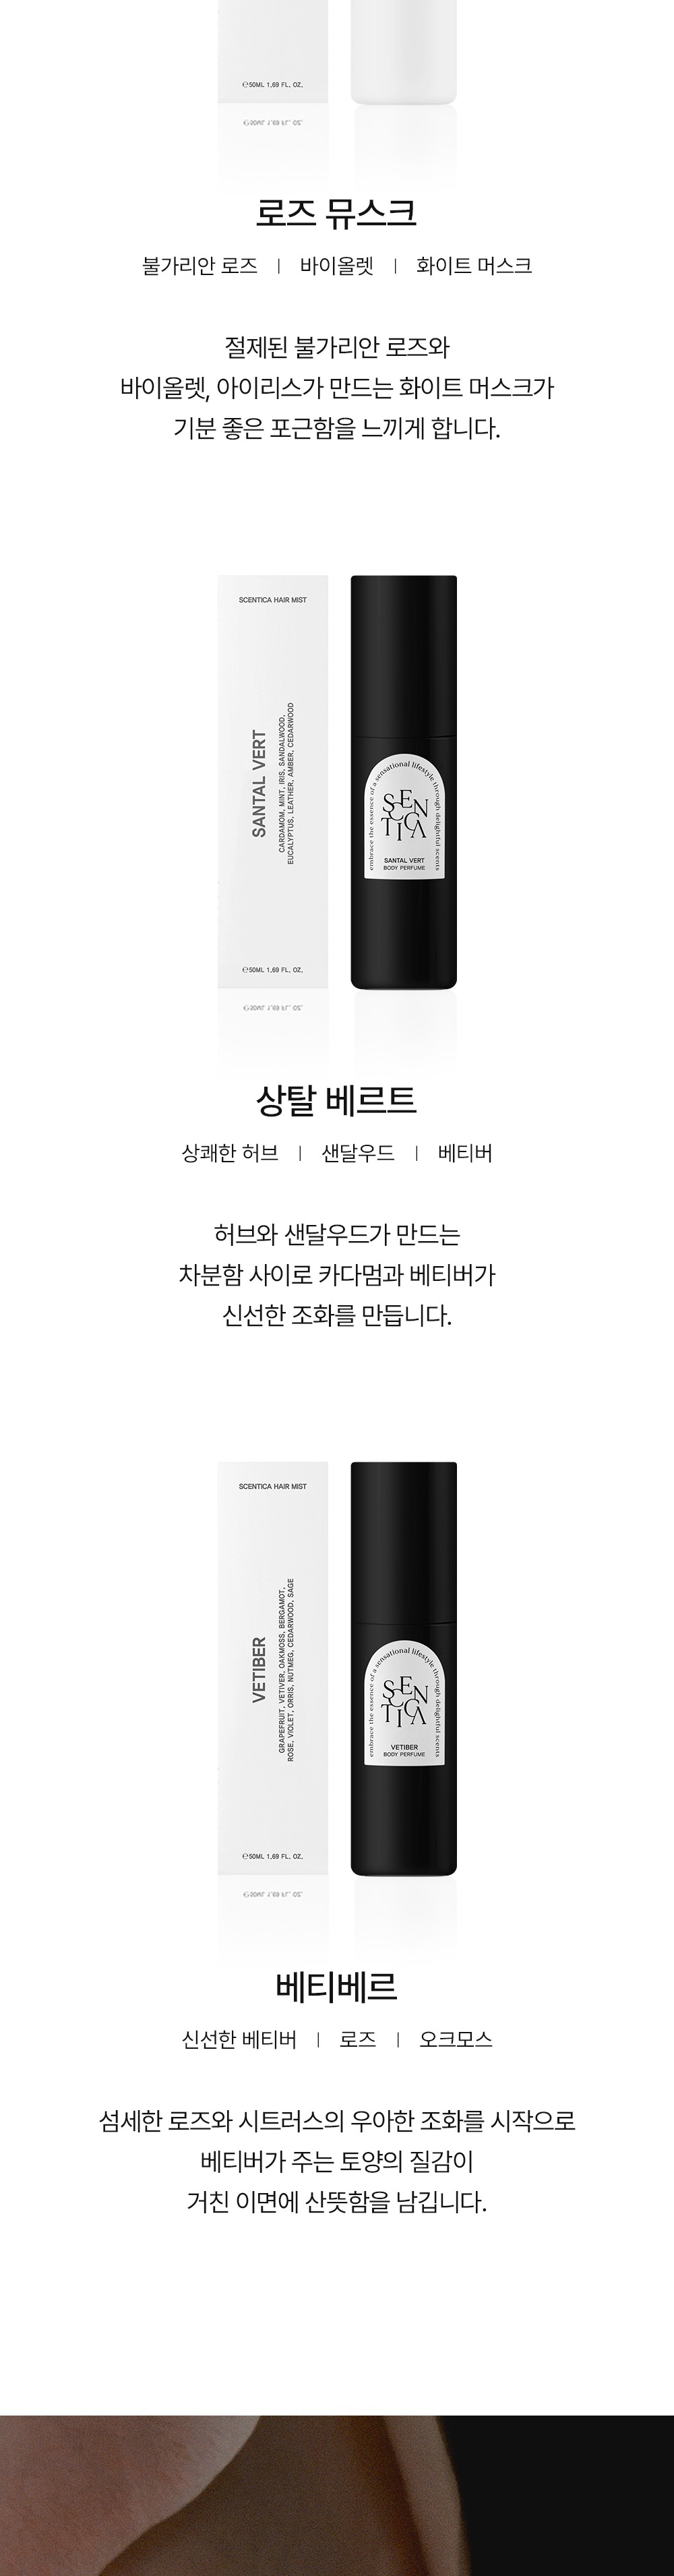 ℮50ML 1.69 FL. OZ.
로즈 뮤스크
불가리안 로즈 | 바이올렛 | 화이트 머스크
절제된 불가리안 로즈와
바이올렛, 아이리스가 만드는 화이트 머스크가
기분 좋은 포근함을 느끼게 합니다.
SCENTICA HAIR MIST
SANTAL VERT
CARDAMOM, MINT, IRIS, SANDALWOOD,
EUCALYPTUS, LEATHER, AMBER, CEDARWOOD
℮50ML 1.69 FL. OZ.
embrace the essence of a sensational lifestyle through delightful scents
SCENTICA
SANTAL VERT
BODY PERFUME
상탈 베르트
상쾌한 허브 | 샌달우드 | 베티버
허브와 샌달우드가 만드는
차분함 사이로 카다멈과 베티버가
신선한 조화를 만듭니다.
SCENTICA HAIR MIST
VETIBER
GRAPEFRUIT, VETIVER, OAKMOSS, BERGAMOT,
ROSE, VIOLET, ORRIS, NUTMEG, CEDARWOOD, SAGE
℮50ML 1.69 FL. OZ.
embrace the essence of a sensational lifestyle through delightful scents
SCENTICA
VETIBER
BODY PERFUME
베티베르
신선한 베티버 | 로즈 | 오크모스
섬세한 로즈와 시트러스의 우아한 조화를 시작으로
베티버가 주는 토양의 질감이
거친 이면에 산뜻함을 남깁니다.